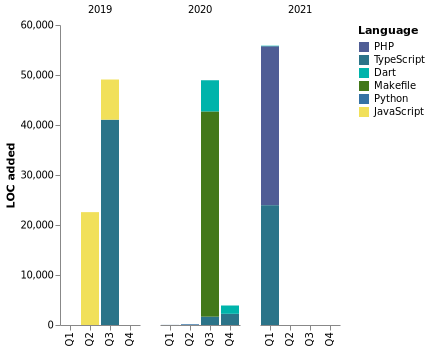 2019 2020 2021
Language
PHP
TypeScript
Dart
Makefile
Python
JavaScript
LOC added
60,000
50,000
40,000
30,000
20,000
10,000
0
Q1 Q2 Q3 Q4 Q1 Q2 Q3 Q4 Q1 Q2 Q3 Q4